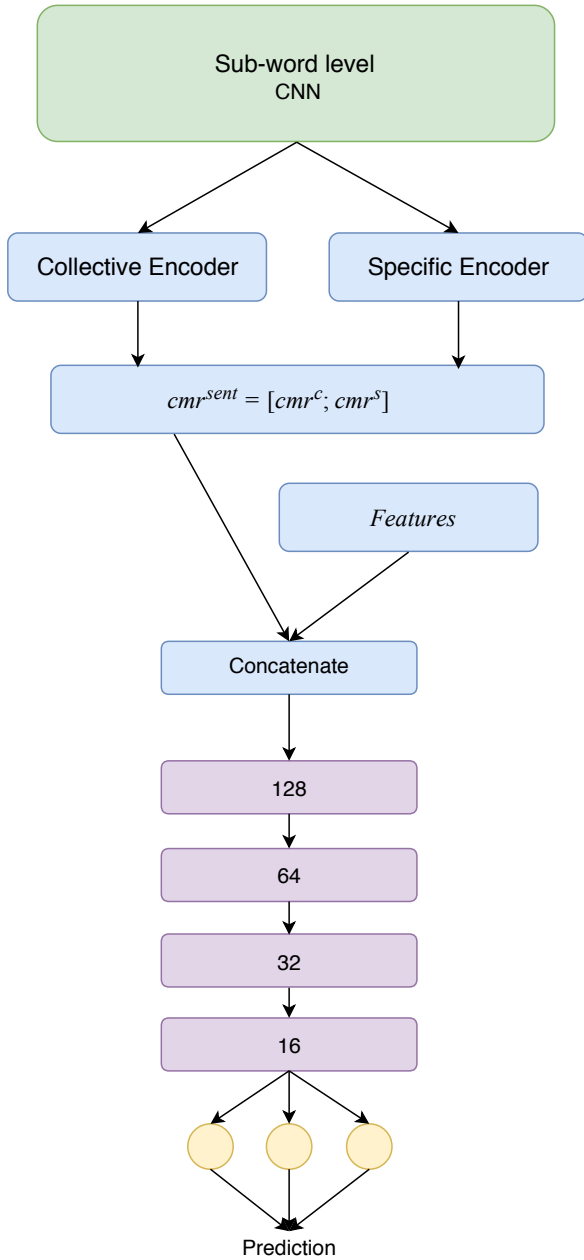 Sub-word level
CNN
Collective Encoder
Specific Encoder
cmr^sent = [cmr^c; cmr^s]
Features
Concatenate
128
64
32
16
Prediction